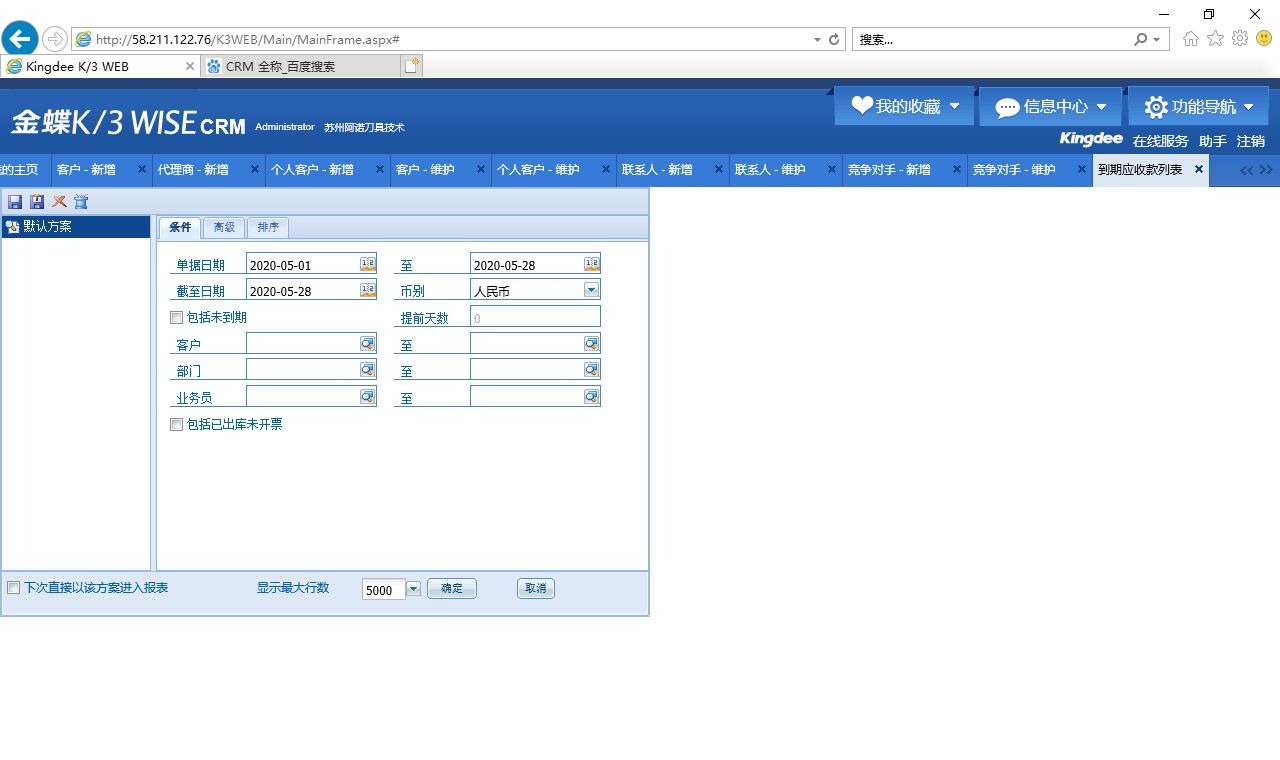 http://58.211.122.76/K3WEB/Main/MainFrame.aspx#
搜索...
Kingdee K/3 WEB
CRM 全称_百度搜索
金蝶K/3 WISE CRM Administrator 苏州阿诺刀具技术
我的收藏 信息中心 功能导航
Kingdee 在线服务 助手 注销
的主页 客户 - 新增 代理商 - 新增 个人客户 - 新增 客户 - 维护 个人客户 - 维护 联系人 - 新增 联系人 - 维护 竞争对手 - 新增 竞争对手 - 维护 到期应收款列表
默认方案
条件 高级 排序
单据日期 2020-05-01 至 2020-05-28
截至日期 2020-05-28 币别 人民币
包括未到期 提前天数 0
客户 至
部门 至
业务员 至
包括已出库未开票
下次直接以该方案进入报表 显示最大行数 5000 确定 取消